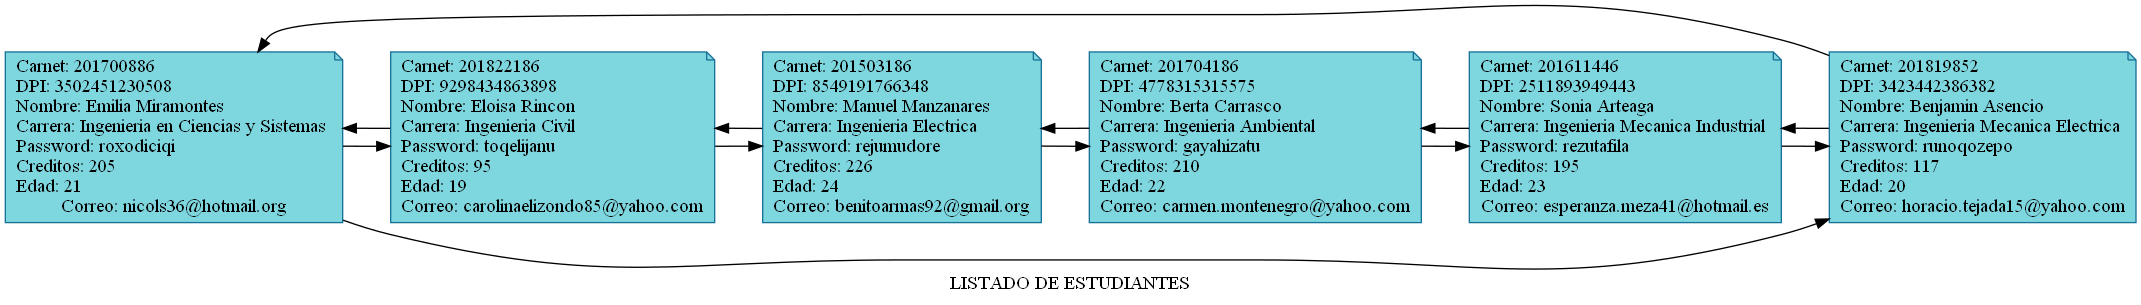 Carnet: 201700886
DPI: 3502451230508
Nombre: Emilia Miramontes
Carrera: Ingenieria en Ciencias y Sistemas
Password: roxodiciqi
Creditos: 205
Edad: 21
Correo: nicols36@hotmail.org
Carnet: 201822186
DPI: 9298434863898
Nombre: Eloisa Rincon
Carrera: Ingenieria Civil
Password: toqelijanu
Creditos: 95
Edad: 19
Correo: carolinaelizondo85@yahoo.com
Carnet: 201503186
DPI: 8549191766348
Nombre: Manuel Manzanares
Carrera: Ingenieria Electrica
Password: rejumudore
Creditos: 226
Edad: 24
Correo: benitoarmas92@gmail.org
Carnet: 201704186
DPI: 4778315315575
Nombre: Berta Carrasco
Carrera: Ingenieria Ambiental
Password: gayahizatu
Creditos: 210
Edad: 22
Correo: carmen.montenegro@yahoo.com
Carnet: 201611446
DPI: 2511893949443
Nombre: Sonia Arteaga
Carrera: Ingenieria Mecanica Industrial
Password: rezutafila
Creditos: 195
Edad: 23
Correo: esperanza.meza41@hotmail.es
Carnet: 201819852
DPI: 3423442386382
Nombre: Benjamin Asencio
Carrera: Ingenieria Mecanica Electrica
Password: runoqozepo
Creditos: 117
Edad: 20
Correo: horacio.tejada15@yahoo.com
LISTADO DE ESTUDIANTES